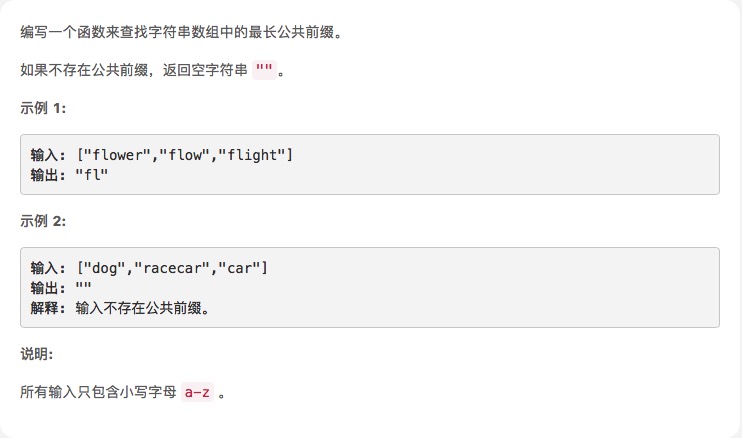 编写一个函数来查找字符串数组中的最长公共前缀。
如果不存在公共前缀，返回空字符串 ""。
示例 1:
输入: ["flower","flow","flight"]
输出: "fl"
示例 2:
输入: ["dog","racecar","car"]
输出: ""
解释: 输入不存在公共前缀。
说明:
所有输入只包含小写字母 a-z 。